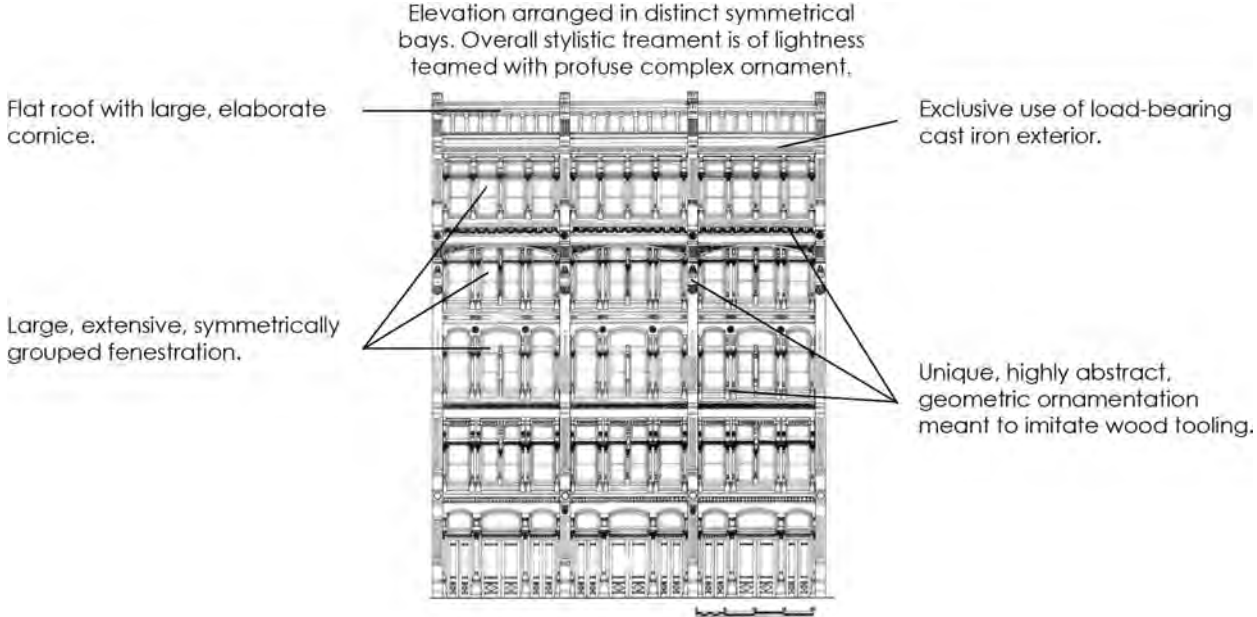 Elevation arranged in distinct symmetrical
bays. Overall stylistic treament is of lightness
teamed with profuse complex ornament.
Flat roof with large, elaborate
cornice.
Exclusive use of load-bearing
cast iron exterior.
Large, extensive, symmetrically
grouped fenestration.
Unique, highly abstract,
geometric ornamentation
meant to imitate wood tooling.